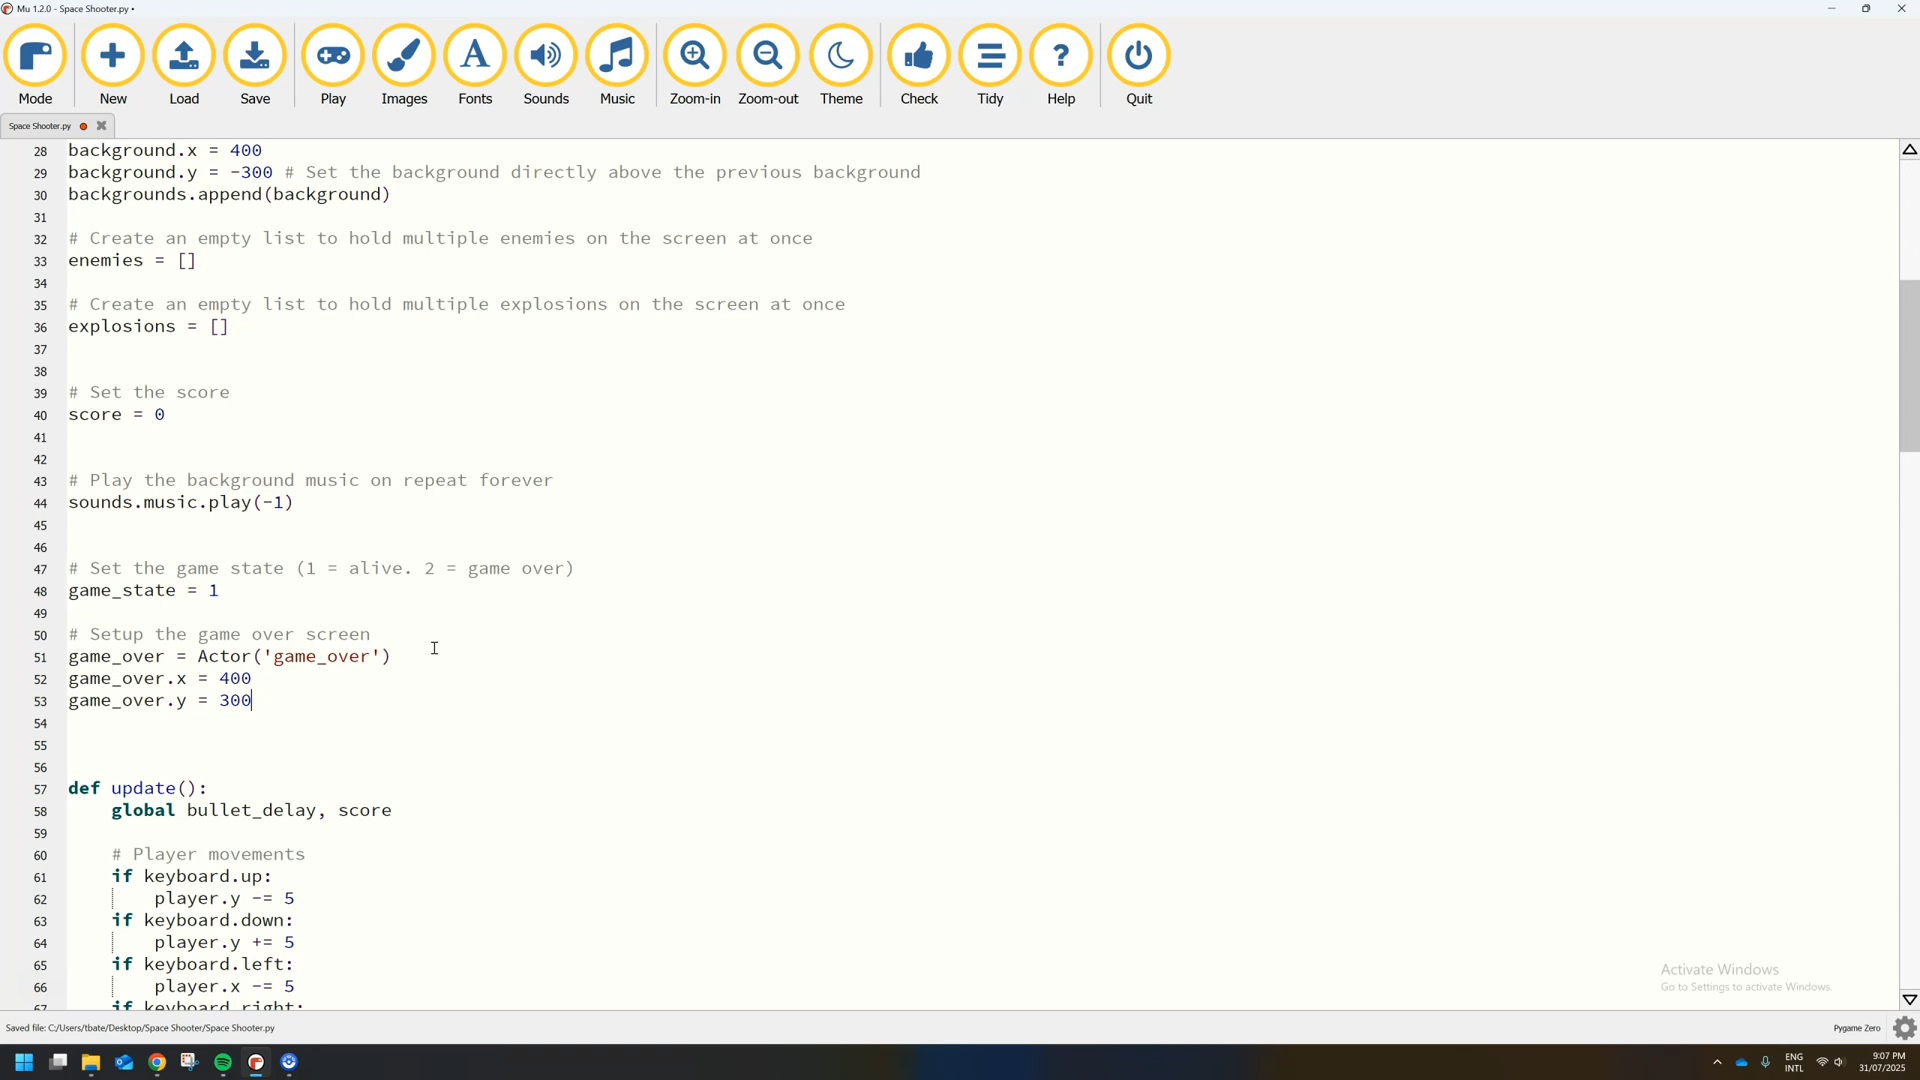 Mu 1.2.0 - Space Shooter.py •
Mode New Load Save Play Images Fonts Sounds Music Zoom-in Zoom-out Theme Check Tidy Help Quit
Space Shooter.py
28 background.x = 400
29 background.y = -300 # Set the background directly above the previous background
30 backgrounds.append(background)
31
32 # Create an empty list to hold multiple enemies on the screen at once
33 enemies = []
34
35 # Create an empty list to hold multiple explosions on the screen at once
36 explosions = []
37
38
39 # Set the score
40 score = 0
41
42
43 # Play the background music on repeat forever
44 sounds.music.play(-1)
45
46
47 # Set the game state (1 = alive. 2 = game over)
48 game_state = 1
49
50 # Setup the game over screen
51 game_over = Actor('game_over')
52 game_over.x = 400
53 game_over.y = 300
54
55
56
57 def update():
58 global bullet_delay, score
59
60 # Player movements
61 if keyboard.up:
62 player.y -= 5
63 if keyboard.down:
64 player.y += 5
65 if keyboard.left:
66 player.x -= 5
67 if keyboard.right:
Activate Windows
Go to Settings to activate Windows.
Saved file: C:/Users/tbate/Desktop/Space Shooter/Space Shooter.py
Pygame Zero
ENG
INTL
9:07 PM
31/07/2025